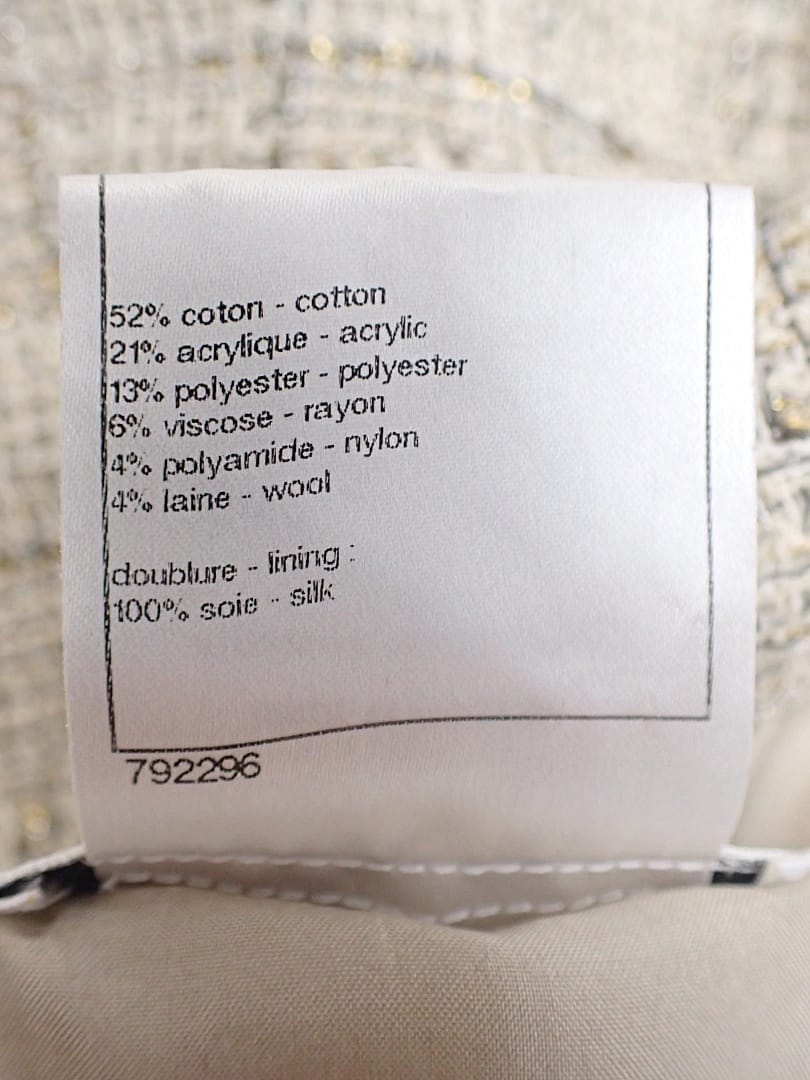 52% coton - cotton
21% acrylique - acrylic
13% polyester - polyester
6% viscose - rayon
4% polyamide - nylon
4% laine - wool
doublure - lining :
100% soie - silk
792296